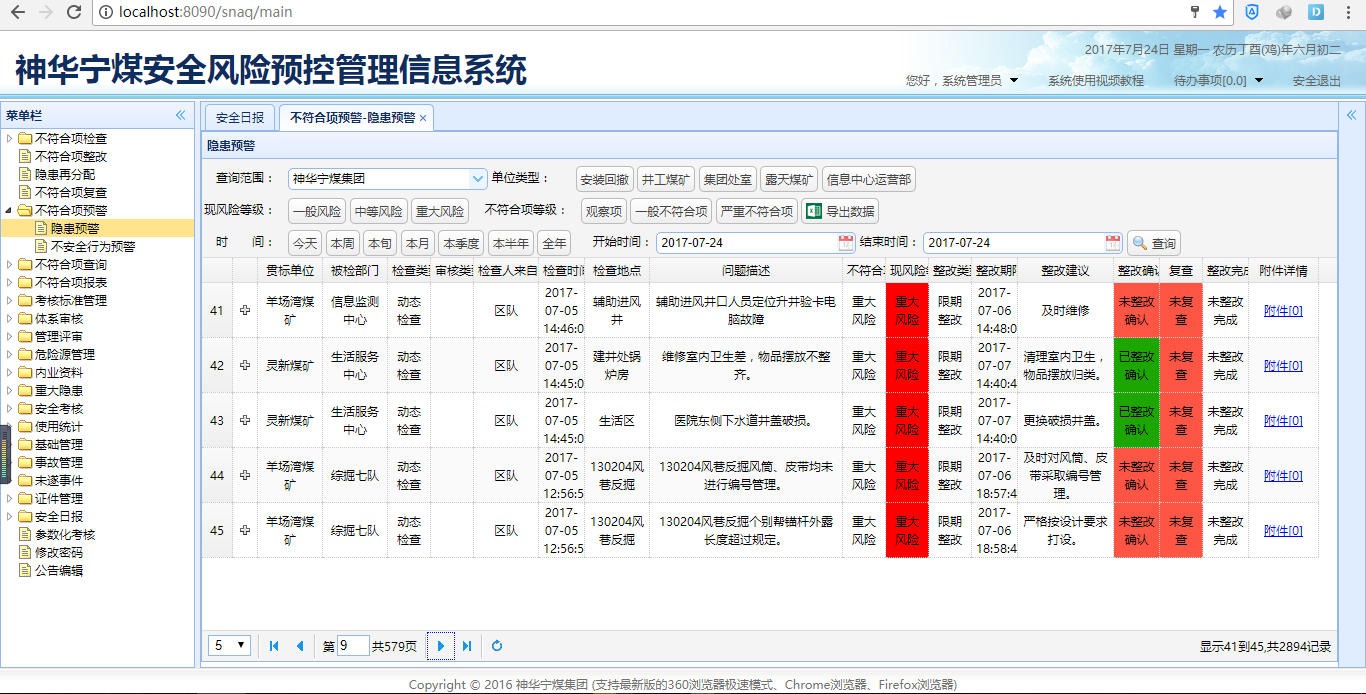 localhost:8090/snaq/main
2017年7月24日 星期一 农历丁酉(鸡)年六月初二
神华宁煤安全风险预控管理信息系统
您好，系统管理员 系统使用视频教程 待办事项[0.0] 安全退出
菜单栏
不符合项检查
不符合项整改
隐患再分配
不符合项复查
不符合项预警
隐患预警
不安全行为预警
不符合项查询
不符合项报表
考核标准管理
体系审核
管理评审
危险源管理
内业资料
重大隐患
安全考核
使用统计
基础管理
事故管理
未遂事件
证件管理
安全日报
参数化考核
修改密码
公告编辑
安全日报 不符合项预警-隐患预警 ×
隐患预警
查询范围： 神华宁煤集团 单位类型： 安装回撤 井工煤矿 集团处室 露天煤矿 信息中心运营部
现风险等级： 一般风险 中等风险 重大风险 不符合项等级： 观察项 一般不符合项 严重不符合项 导出数据
时 间： 今天 本周 本旬 本月 本季度 本半年 全年 开始时间： 2017-07-24 结束时间： 2017-07-24 查询
贯标单位 被检部门 检查类 审核类 检查人来自 检查时间 检查地点 问题描述 不符合 现风险 整改类 整改期 整改建议 整改确认 复查 整改完成 附件详情
41 羊场湾煤矿 信息监测中心 动态检查 区队 2017-07-05 14:46:0 辅助进风井 辅助进风井口人员定位升井验卡电脑故障 重大风险 重大风险 限期整改 2017-07-06 14:48:0 及时维修 未整改确认 未复查 未整改完成 附件[0]
42 灵新煤矿 生活服务中心 动态检查 区队 2017-07-05 14:45:0 建井处锅炉房 维修室内卫生差，物品摆放不整齐。 重大风险 重大风险 限期整改 2017-07-07 14:40:4 清理室内卫生，物品摆放归类。 已整改确认 未复查 未整改完成 附件[0]
43 灵新煤矿 生活服务中心 动态检查 区队 2017-07-05 14:45:0 生活区 医院东侧下水道井盖破损。 重大风险 重大风险 限期整改 2017-07-07 14:40:0 更换破损井盖。 已整改确认 未复查 未整改完成 附件[0]
44 羊场湾煤矿 综掘七队 动态检查 区队 2017-07-05 12:56:5 130204风巷反掘 130204风巷反掘风筒、皮带均未进行编号管理。 重大风险 重大风险 限期整改 2017-07-06 18:57:4 及时对风筒、皮带采取编号管理。 未整改确认 未复查 未整改完成 附件[0]
45 羊场湾煤矿 综掘七队 动态检查 区队 2017-07-05 12:56:5 130204风巷反掘 130204风巷反掘个别帮锚杆外露长度超过规定。 重大风险 重大风险 限期整改 2017-07-06 18:58:4 严格按设计要求打设。 未整改确认 未复查 未整改完成 附件[0]
5 第 9 共579页 显示41到45,共2894记录
Copyright © 2016 神华宁煤集团 (支持最新版的360浏览器极速模式、Chrome浏览器、Firefox浏览器)